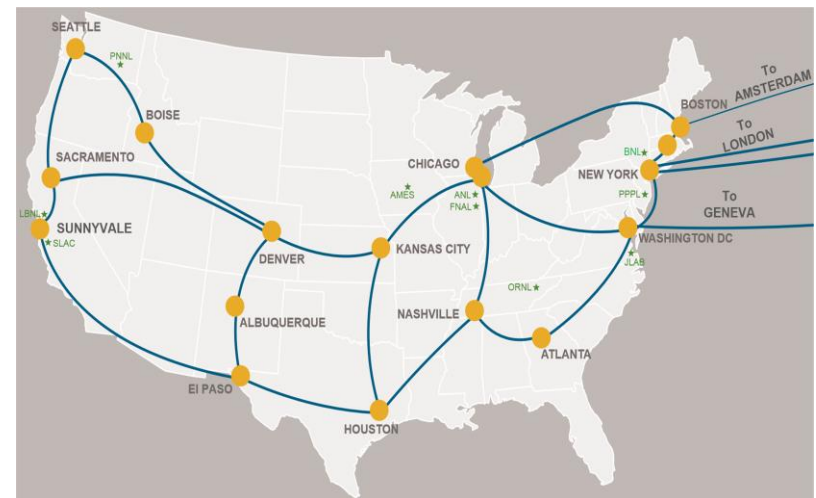 SEATTLE
PNNL
BOISE
SACRAMENTO
LBNL
SUNNYVALE
SLAC
DENVER
ALBUQUERQUE
El PASO
HOUSTON
KANSAS CITY
AMES
CHICAGO
ANL
FNAL
NASHVILLE
ORNL
ATLANTA
WASHINGTON DC
JLAB
PPPL
NEW YORK
BNL
BOSTON
To
AMSTERDAM
To
LONDON
To
GENEVA